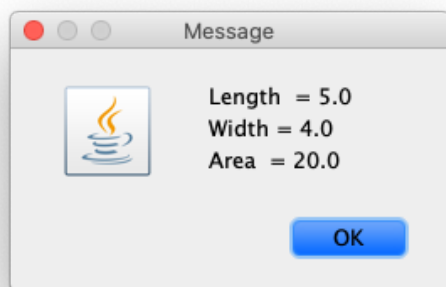 Message
Length  = 5.0
Width = 4.0
Area  = 20.0
OK